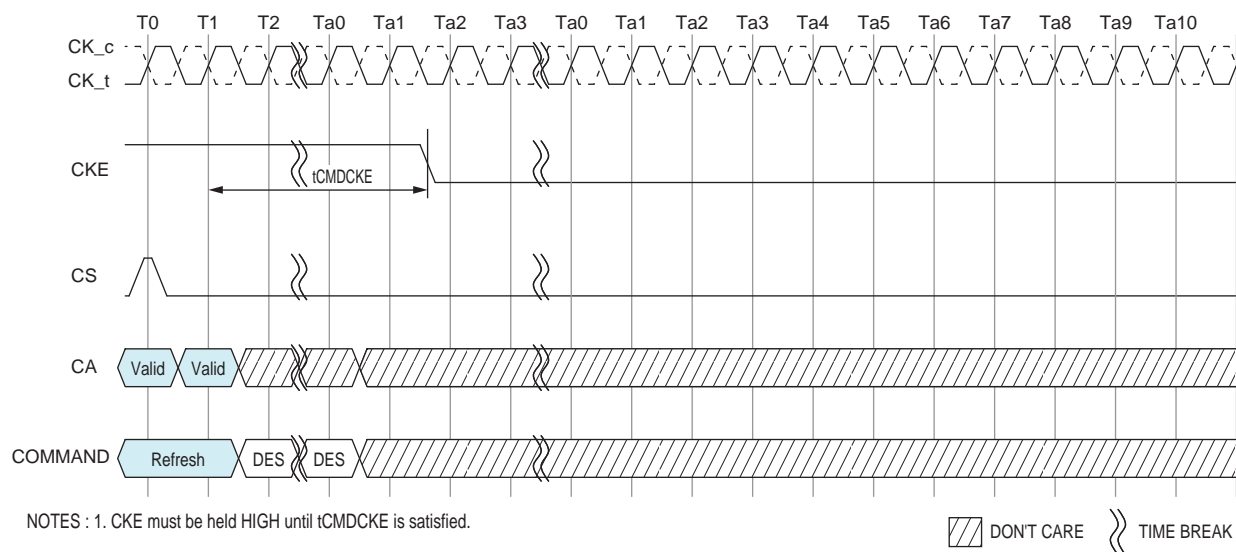 T0 T1 T2 Ta0 Ta1 Ta2 Ta3 Ta0 Ta1 Ta2 Ta3 Ta4 Ta5 Ta6 Ta7 Ta8 Ta9 Ta10
CK_c
CK_t
CKE
tCMDCKE
CS
CA Valid Valid
COMMAND Refresh DES DES
NOTES : 1. CKE must be held HIGH until tCMDCKE is satisfied.
DON'T CARE TIME BREAK